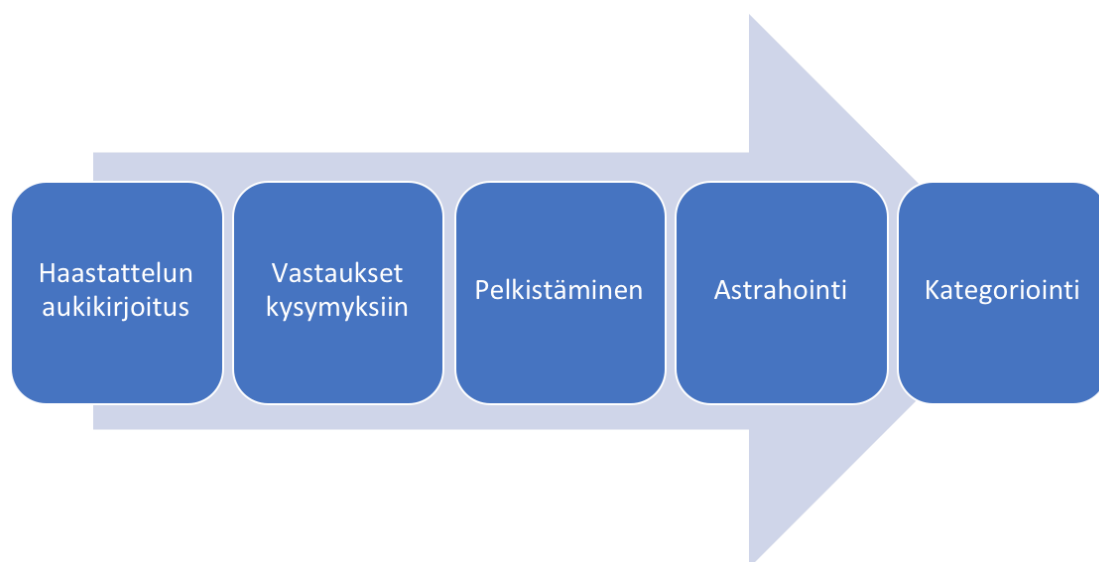 Haastattelun
aukikirjoitus
Vastaukset
kysymyksiin
Pelkistäminen
Astrahointi
Kategoriointi